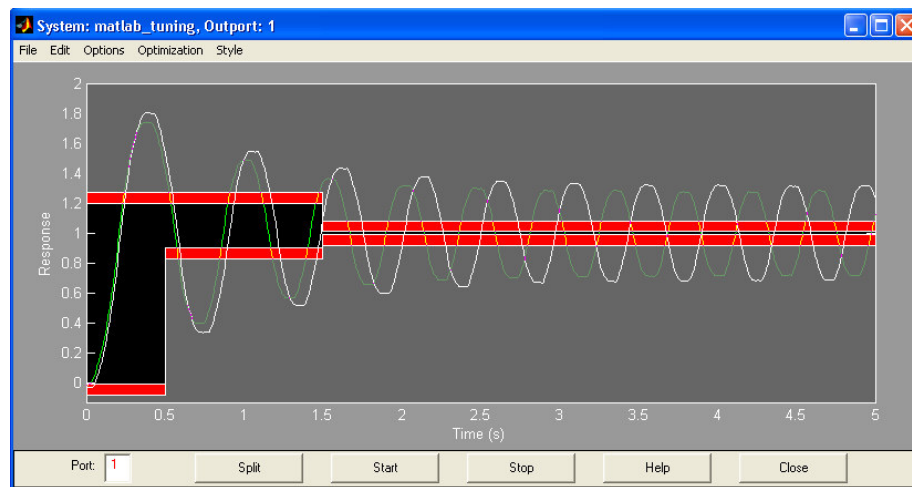 System: matlab_tuning, Outport: 1
File Edit Options Optimization Style
2
1.8
1.6
1.4
1.2
1
0.8
0.6
0.4
0.2
0
Response
0 0.5 1 1.5 2 2.5 3 3.5 4 4.5 5
Time (s)
Port: 1 Split Start Stop Help Close